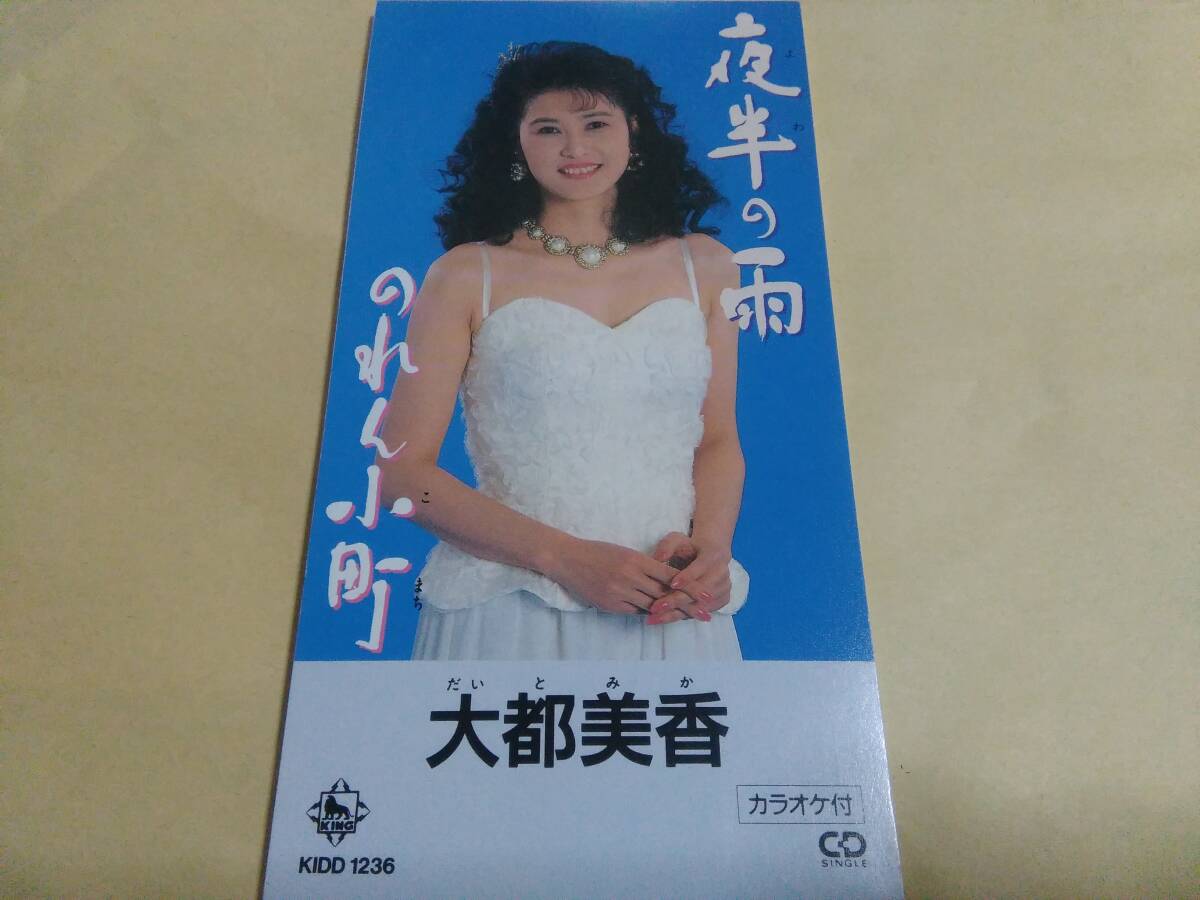 夜半の雨
よわ
のれん小町
こまち
だいとみか
大都美香
カラオケ付
KING
KIDD 1236
CD
SINGLE